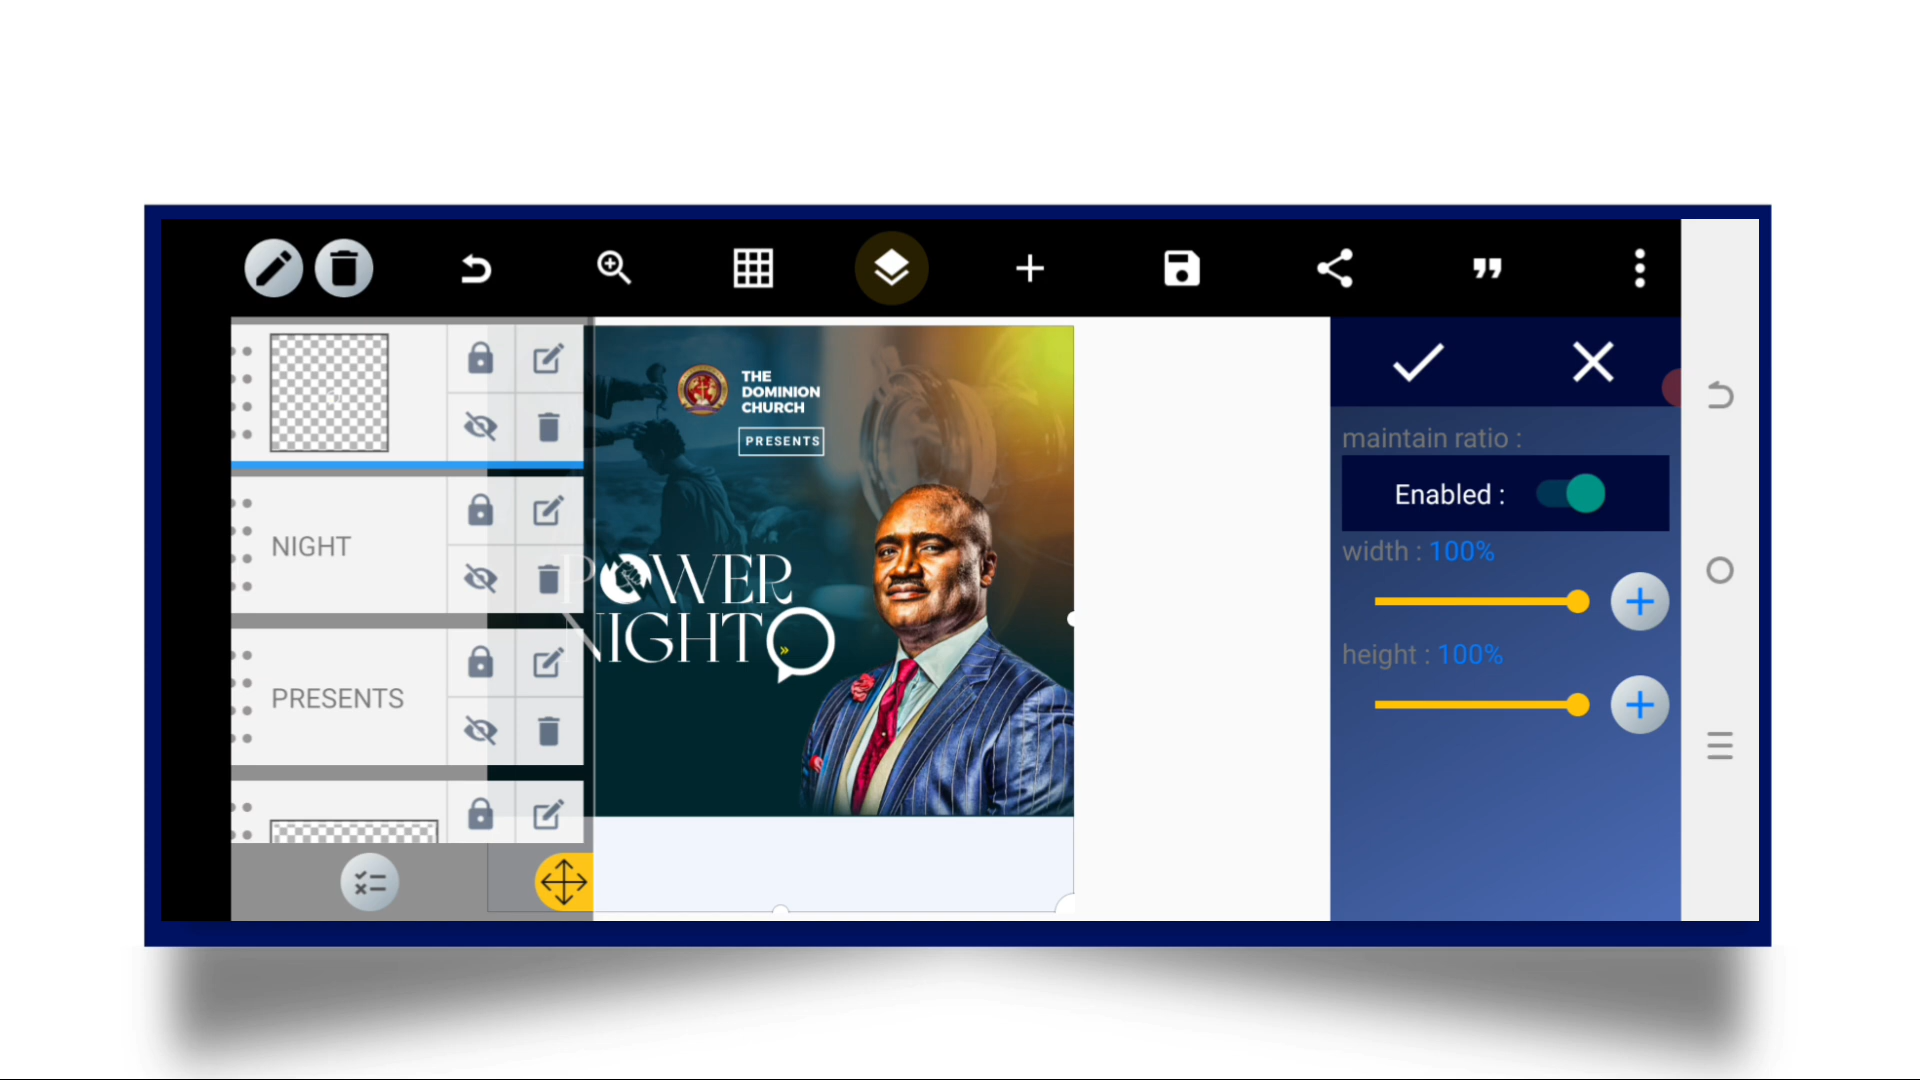 THE
DOMINION
CHURCH
PRESENTS
POWER
NIGHT
NIGHT
PRESENTS
maintain ratio :
Enabled :
width : 100%
height : 100%